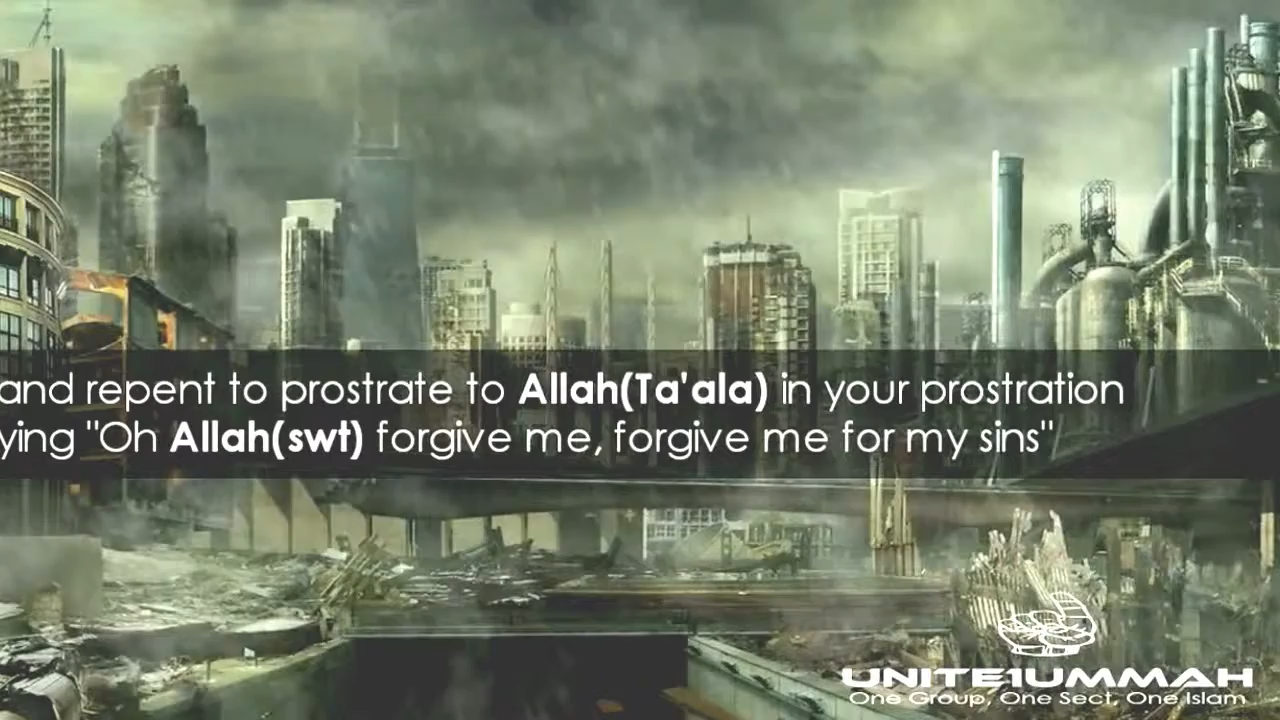 and repent to prostrate to Allah(Ta'ala) in your prostration
ying "Oh Allah(swt) forgive me, forgive me for my sins"
UNITE1UMMAH
One Group, One Sect, One Islam